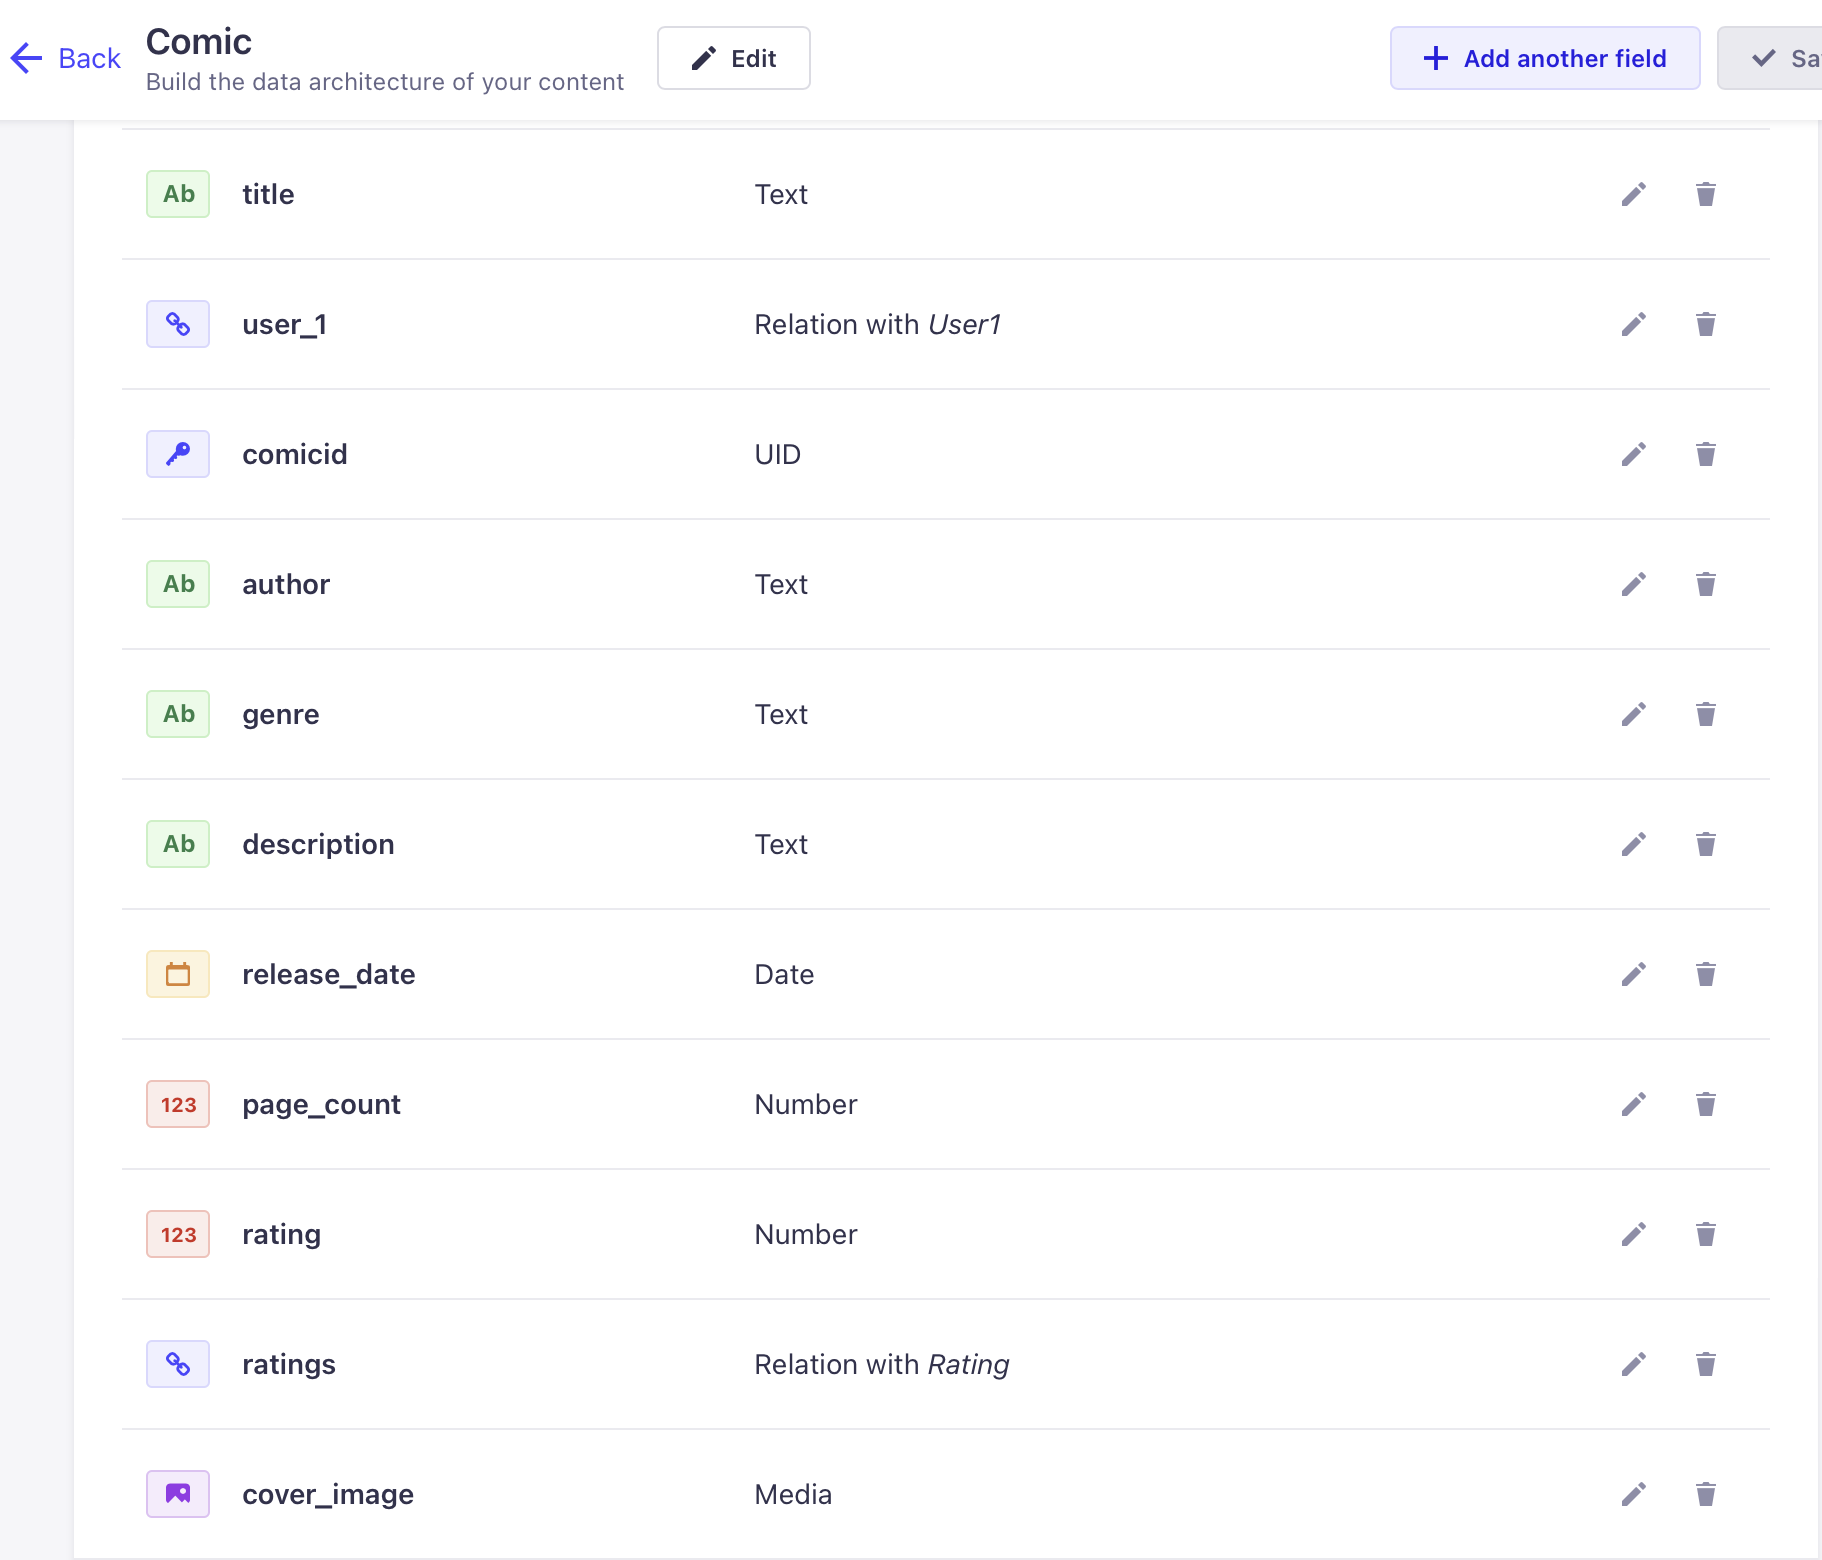 Back
Comic
Build the data architecture of your content
Edit
Add another field
Ab title Text
user_1 Relation with User1
comicid UID
Ab author Text
Ab genre Text
Ab description Text
release_date Date
123 page_count Number
123 rating Number
ratings Relation with Rating
cover_image Media